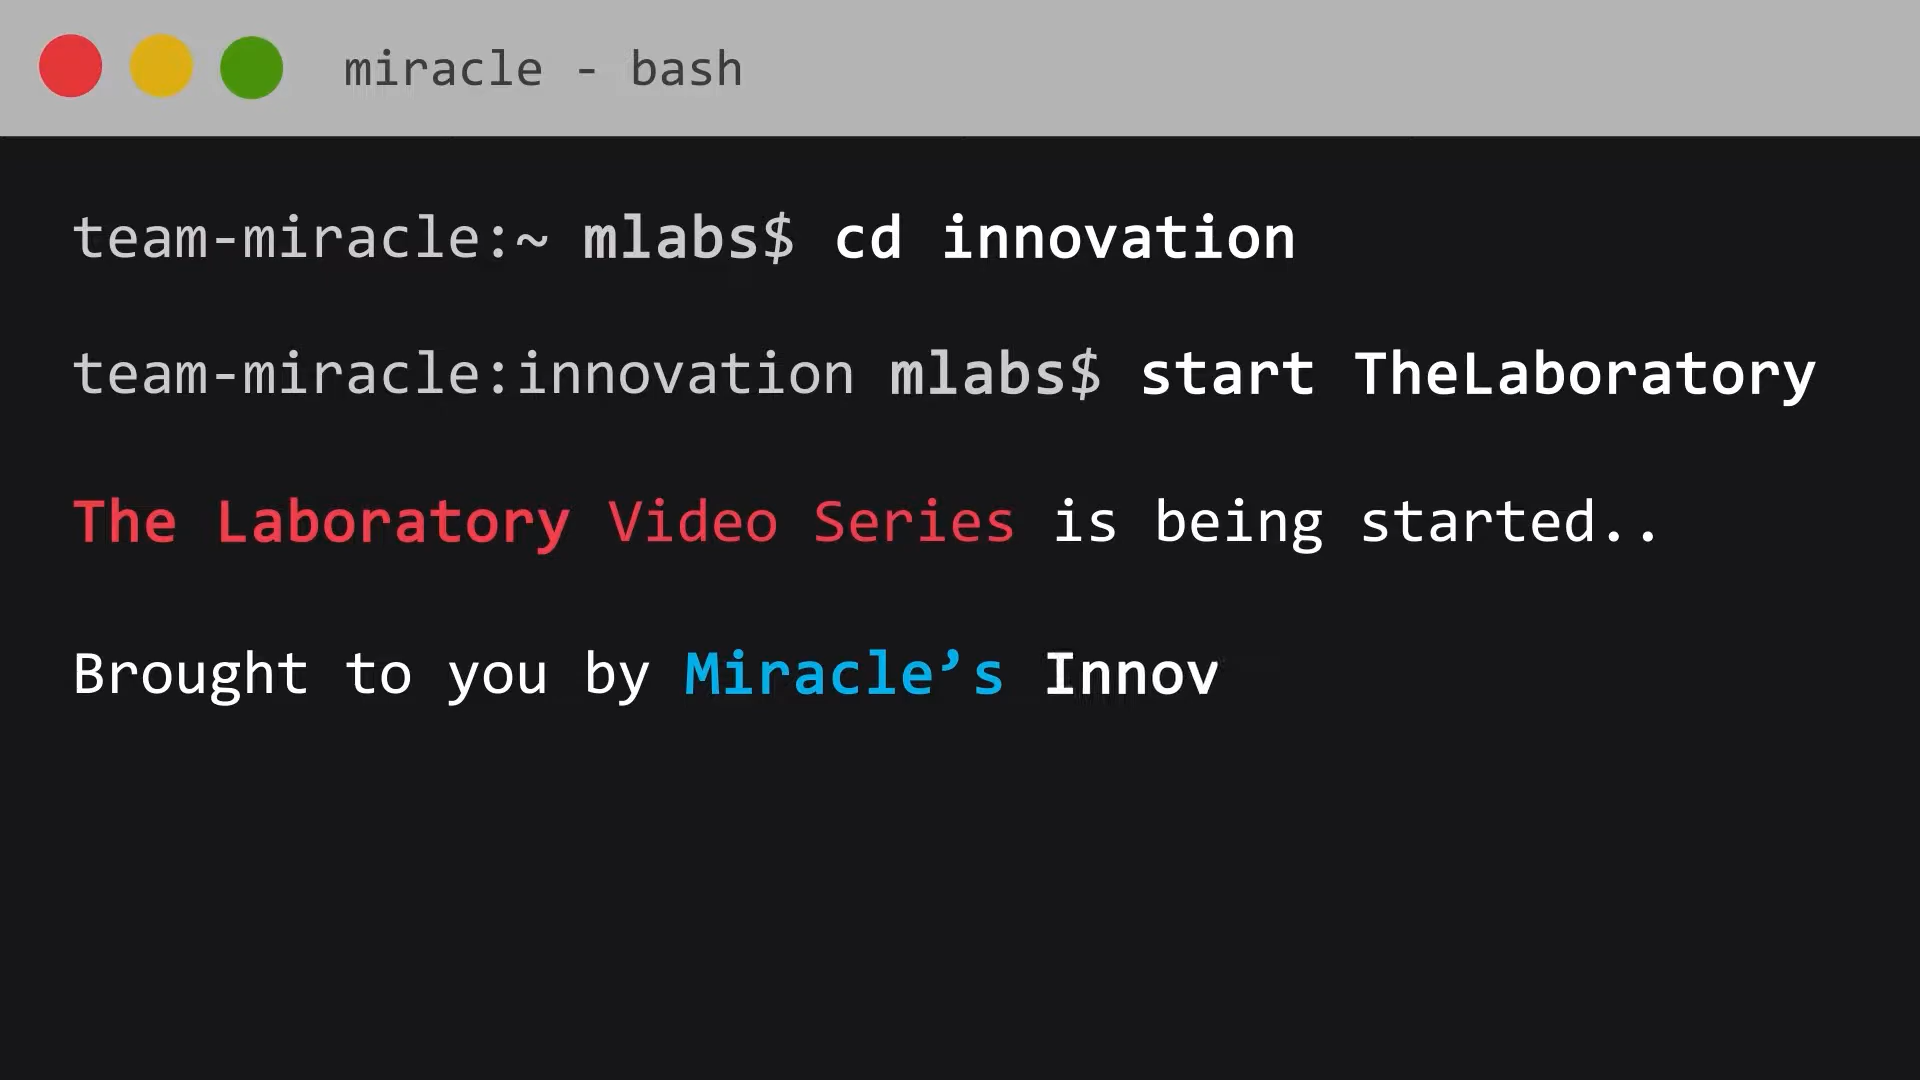 miracle - bash
team-miracle:~ mlabs$ cd innovation
team-miracle:innovation mlabs$ start TheLaboratory
The Laboratory Video Series is being started..
Brought to you by Miracle’s Innov